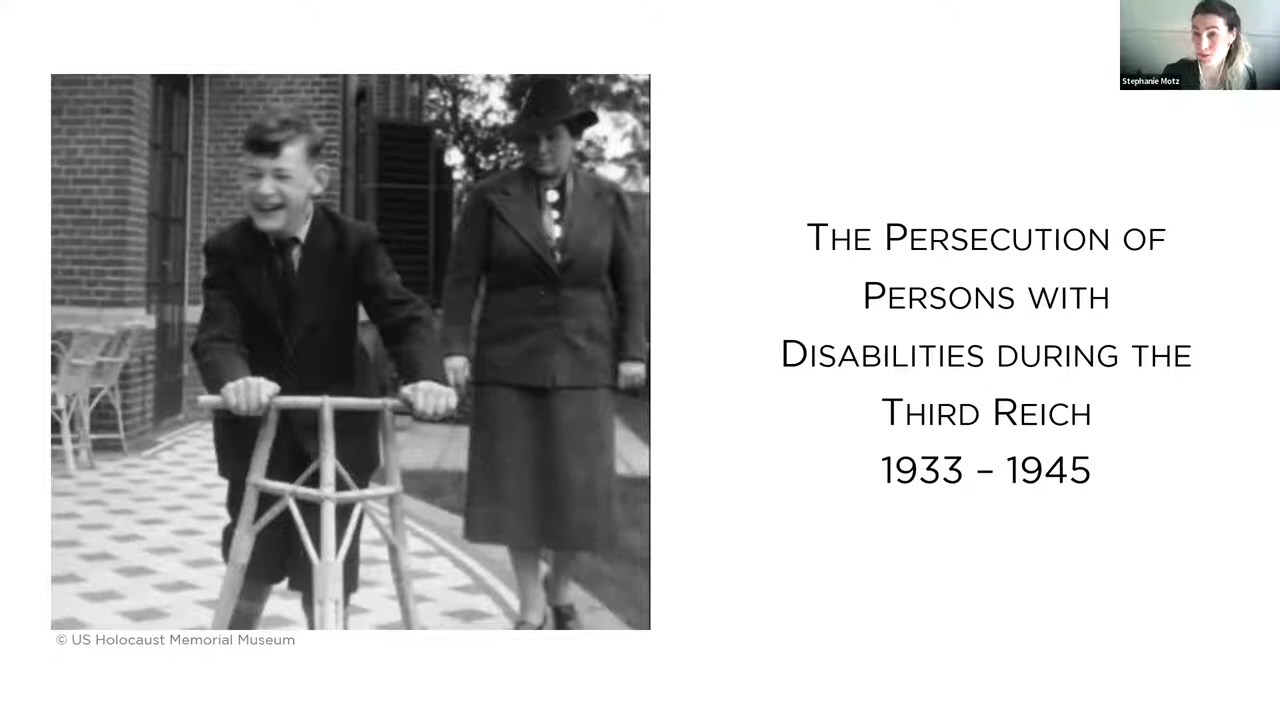 Stephanie Motz
The Persecution of
Persons with
Disabilities during the
Third Reich
1933 – 1945
© US Holocaust Memorial Museum